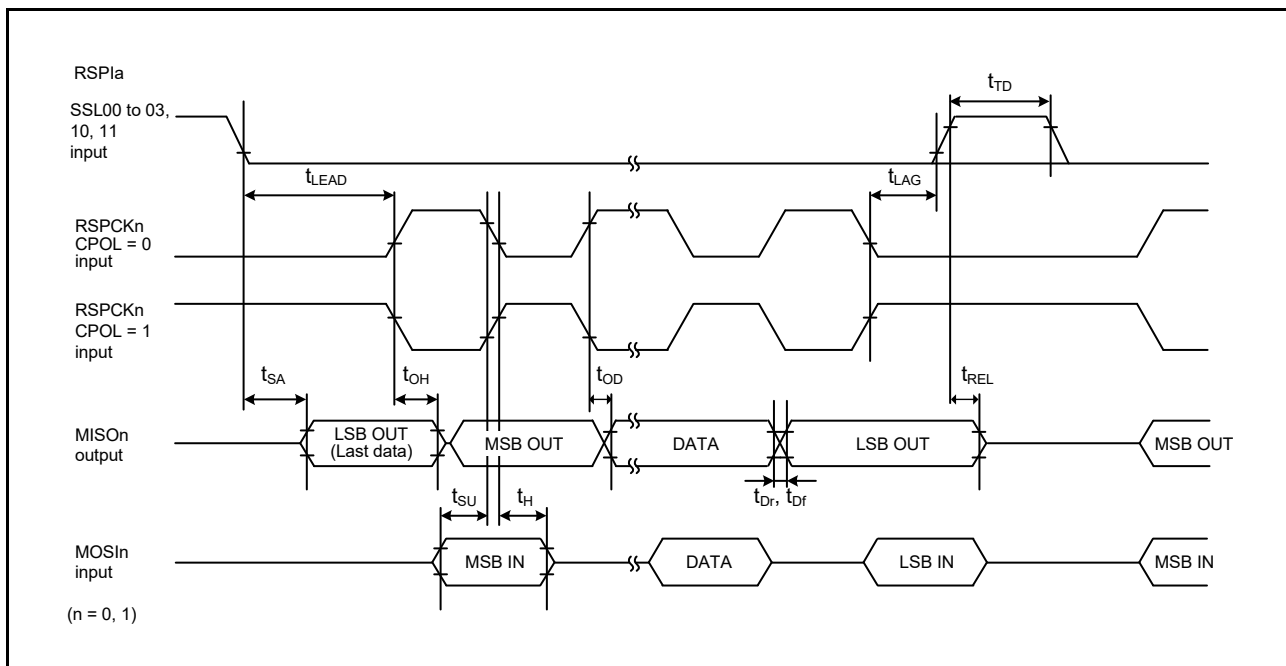 RSPIa
SSL00 to 03,
10, 11
input
tTD
tLEAD
tLAG
RSPCKn
CPOL = 0
input
RSPCKn
CPOL = 1
input
tSA
tOH
tOD
tREL
MISOn
output
LSB OUT
(Last data)
MSB OUT
DATA
LSB OUT
MSB OUT
tSU
tH
tDr, tDf
MOSIn
input
MSB IN
DATA
LSB IN
MSB IN
(n = 0, 1)